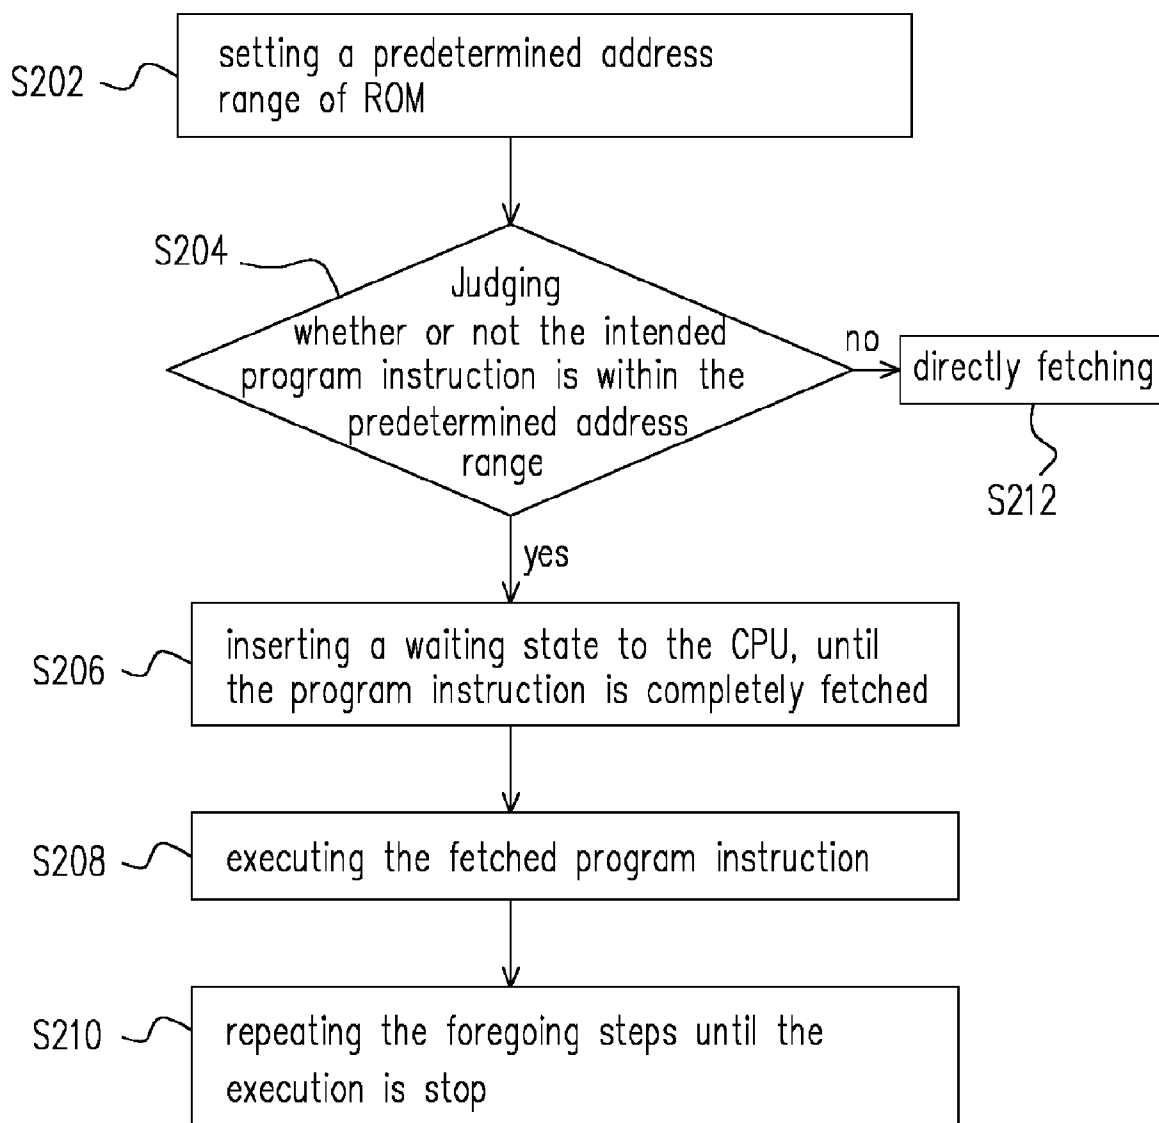 S202
setting a predetermined address
range of ROM
S204
Judging
whether or not the intended
program instruction is within the
predetermined address
range
no
directly fetching
S212
yes
S206
inserting a waiting state to the CPU, until
the program instruction is completely fetched
S208
executing the fetched program instruction
S210
repeating the foregoing steps until the
execution is stop